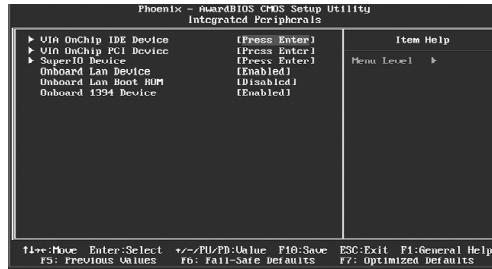 Phoenix - AwardBIOS CMOS Setup Utility
Integrated Peripherals
VIA OnChip IDE Device [Press Enter]
VIA OnChip PCI Device [Press Enter]
SuperIO Device [Press Enter]
Onboard Lan Device [Enabled]
Onboard Lan Boot ROM [Disabled]
Onboard 1394 Device [Enabled]
Item Help
Menu Level ▶
↑↓→←:Move Enter:Select +/-/PU/PD:Value F10:Save ESC:Exit F1:General Help
F5: Previous Values F6: Fail-Safe Defaults F7: Optimized Defaults